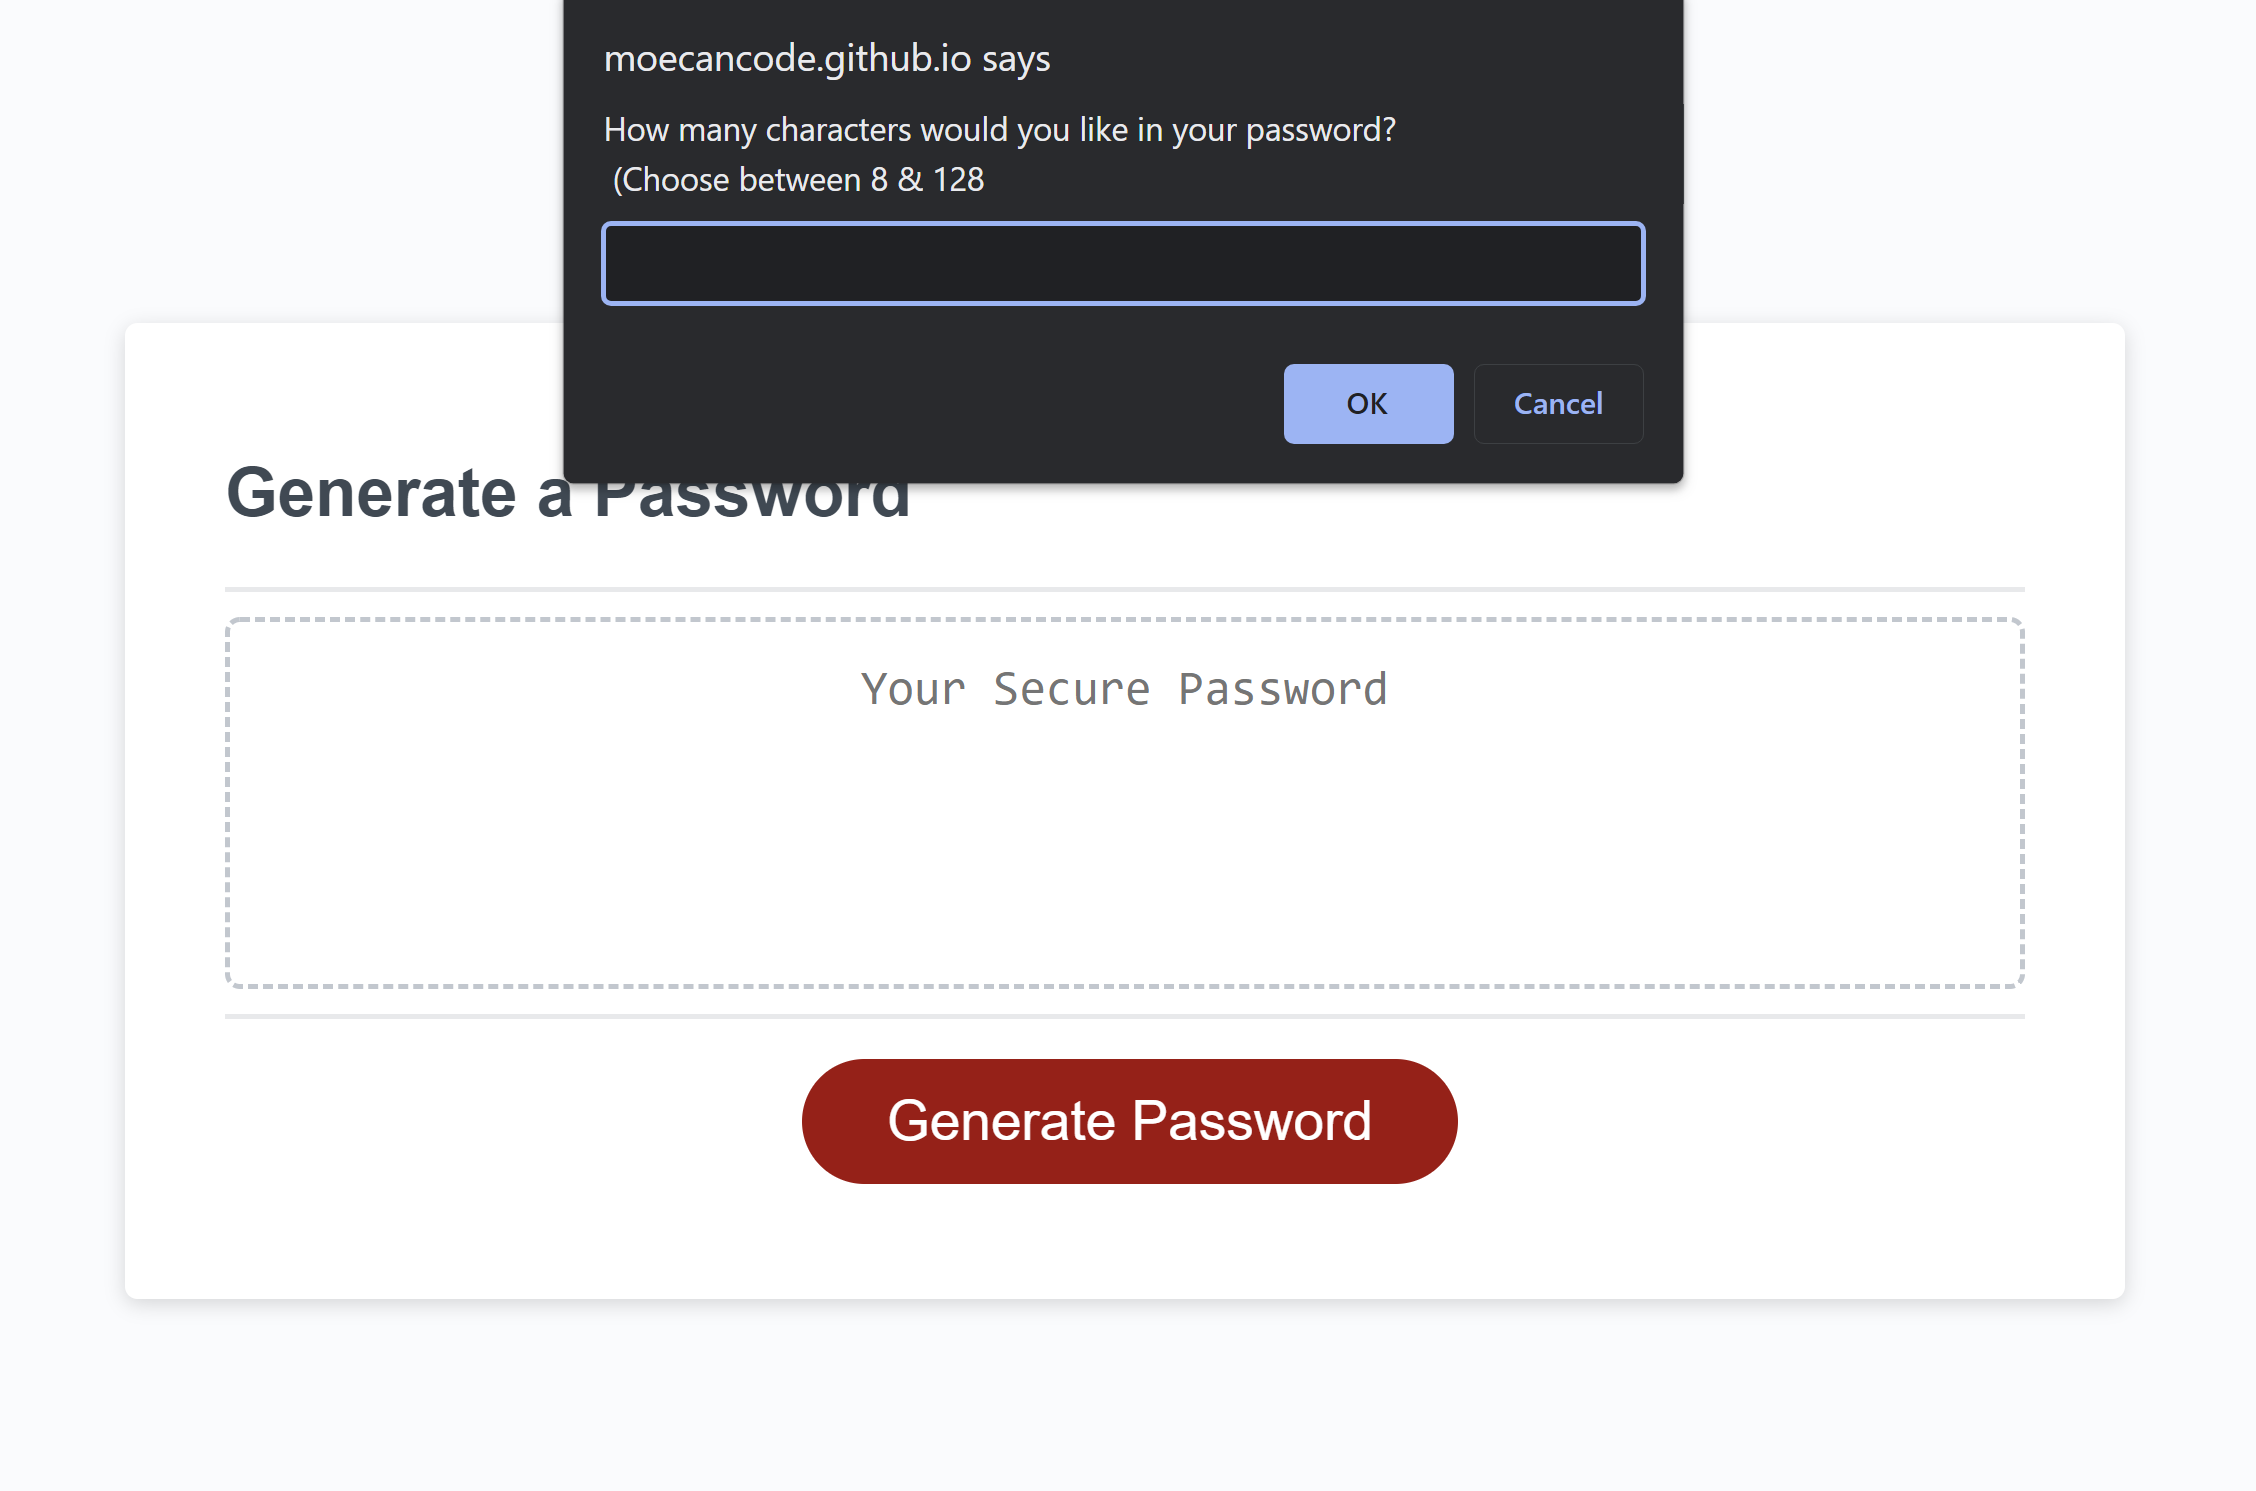 moecancode.github.io says
How many characters would you like in your password?
(Choose between 8 & 128
OK
Cancel
Generate a Password
Your Secure Password
Generate Password